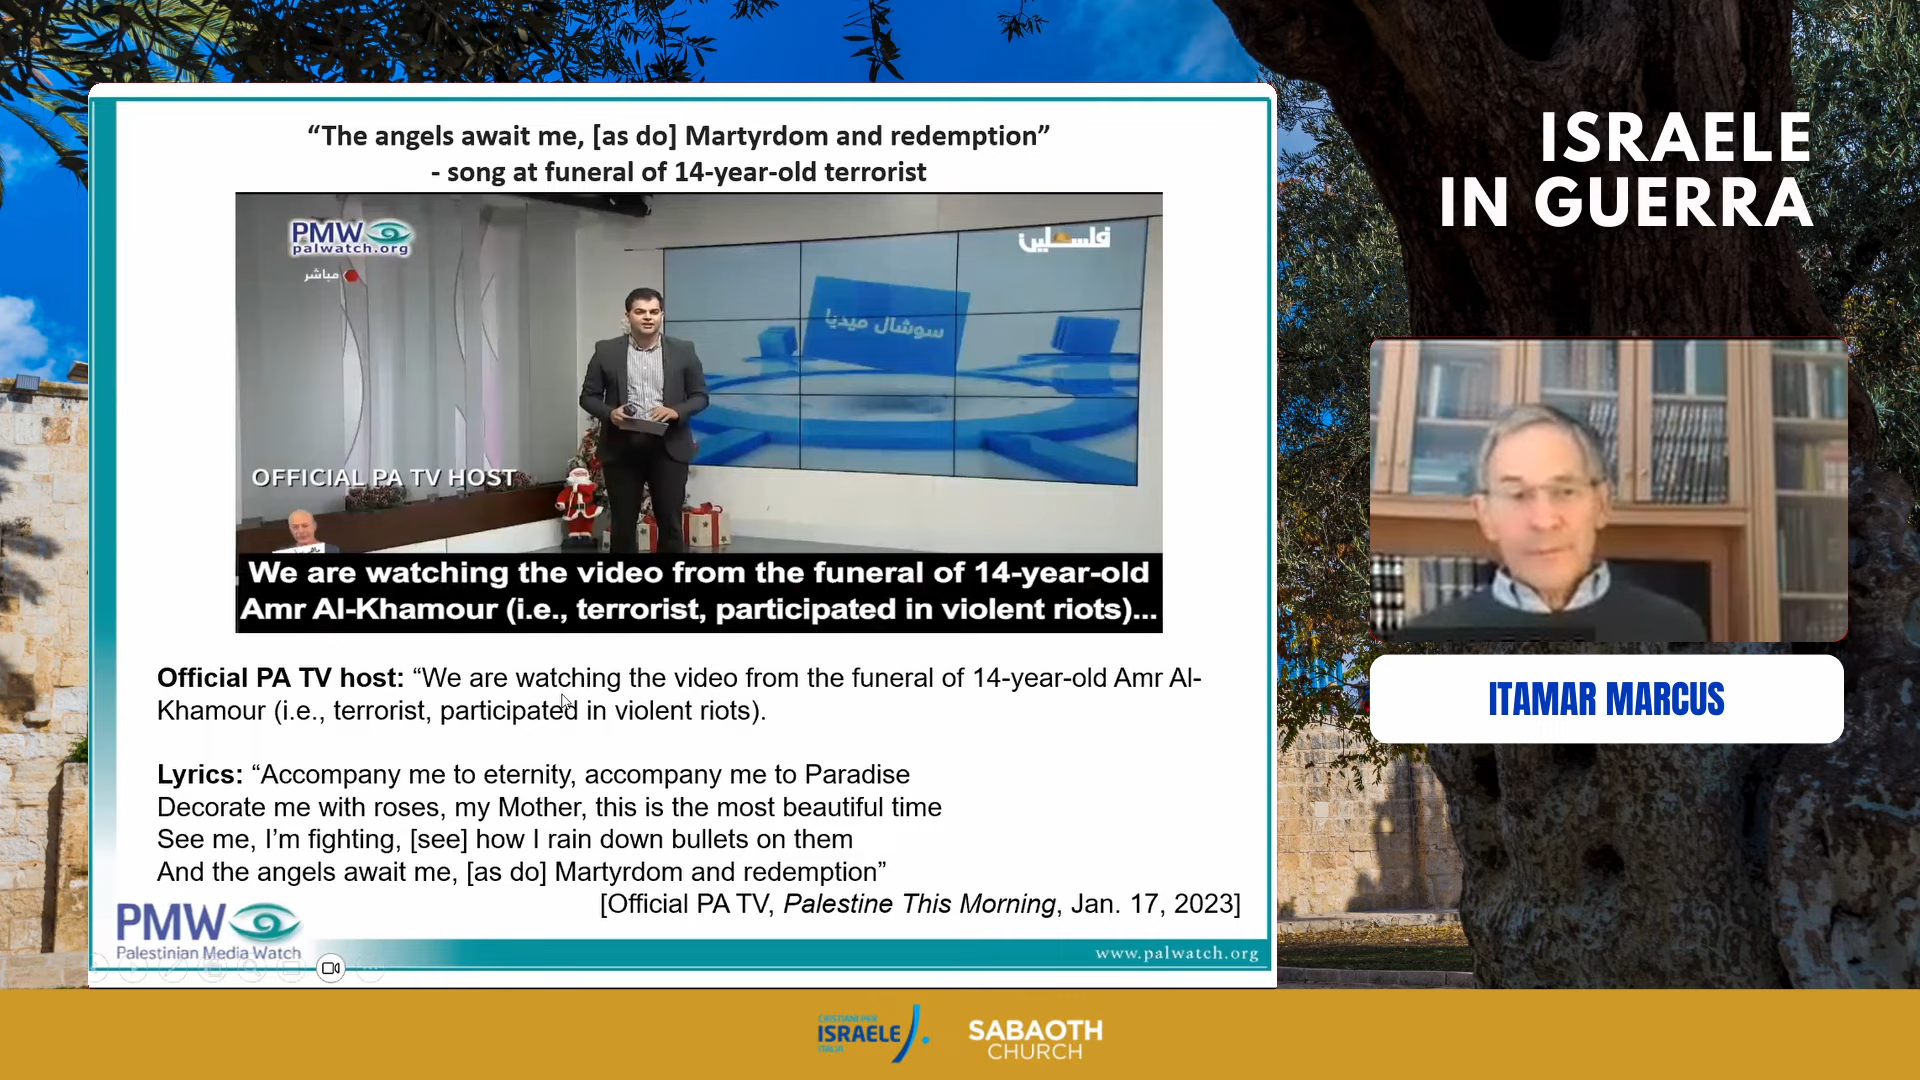 “The angels await me, [as do] Martyrdom and redemption”
- song at funeral of 14-year-old terrorist
PMW
palwatch.org
مباشر
فلسطين
سوشال ميديا
OFFICIAL PA TV HOST
We are watching the video from the funeral of 14-year-old
Amr Al-Khamour (i.e., terrorist, participated in violent riots)...
Official PA TV host: “We are watching the video from the funeral of 14-year-old Amr Al-
Khamour (i.e., terrorist, participated in violent riots).
Lyrics: “Accompany me to eternity, accompany me to Paradise
Decorate me with roses, my Mother, this is the most beautiful time
See me, I’m fighting, [see] how I rain down bullets on them
And the angels await me, [as do] Martyrdom and redemption”
[Official PA TV, Palestine This Morning, Jan. 17, 2023]
PMW
Palestinian Media Watch
www.palwatch.org
ISRAELE
IN GUERRA
ITAMAR MARCUS
CRISTIANI PER
ISRAELE
ITALIA
SABAOTH
CHURCH